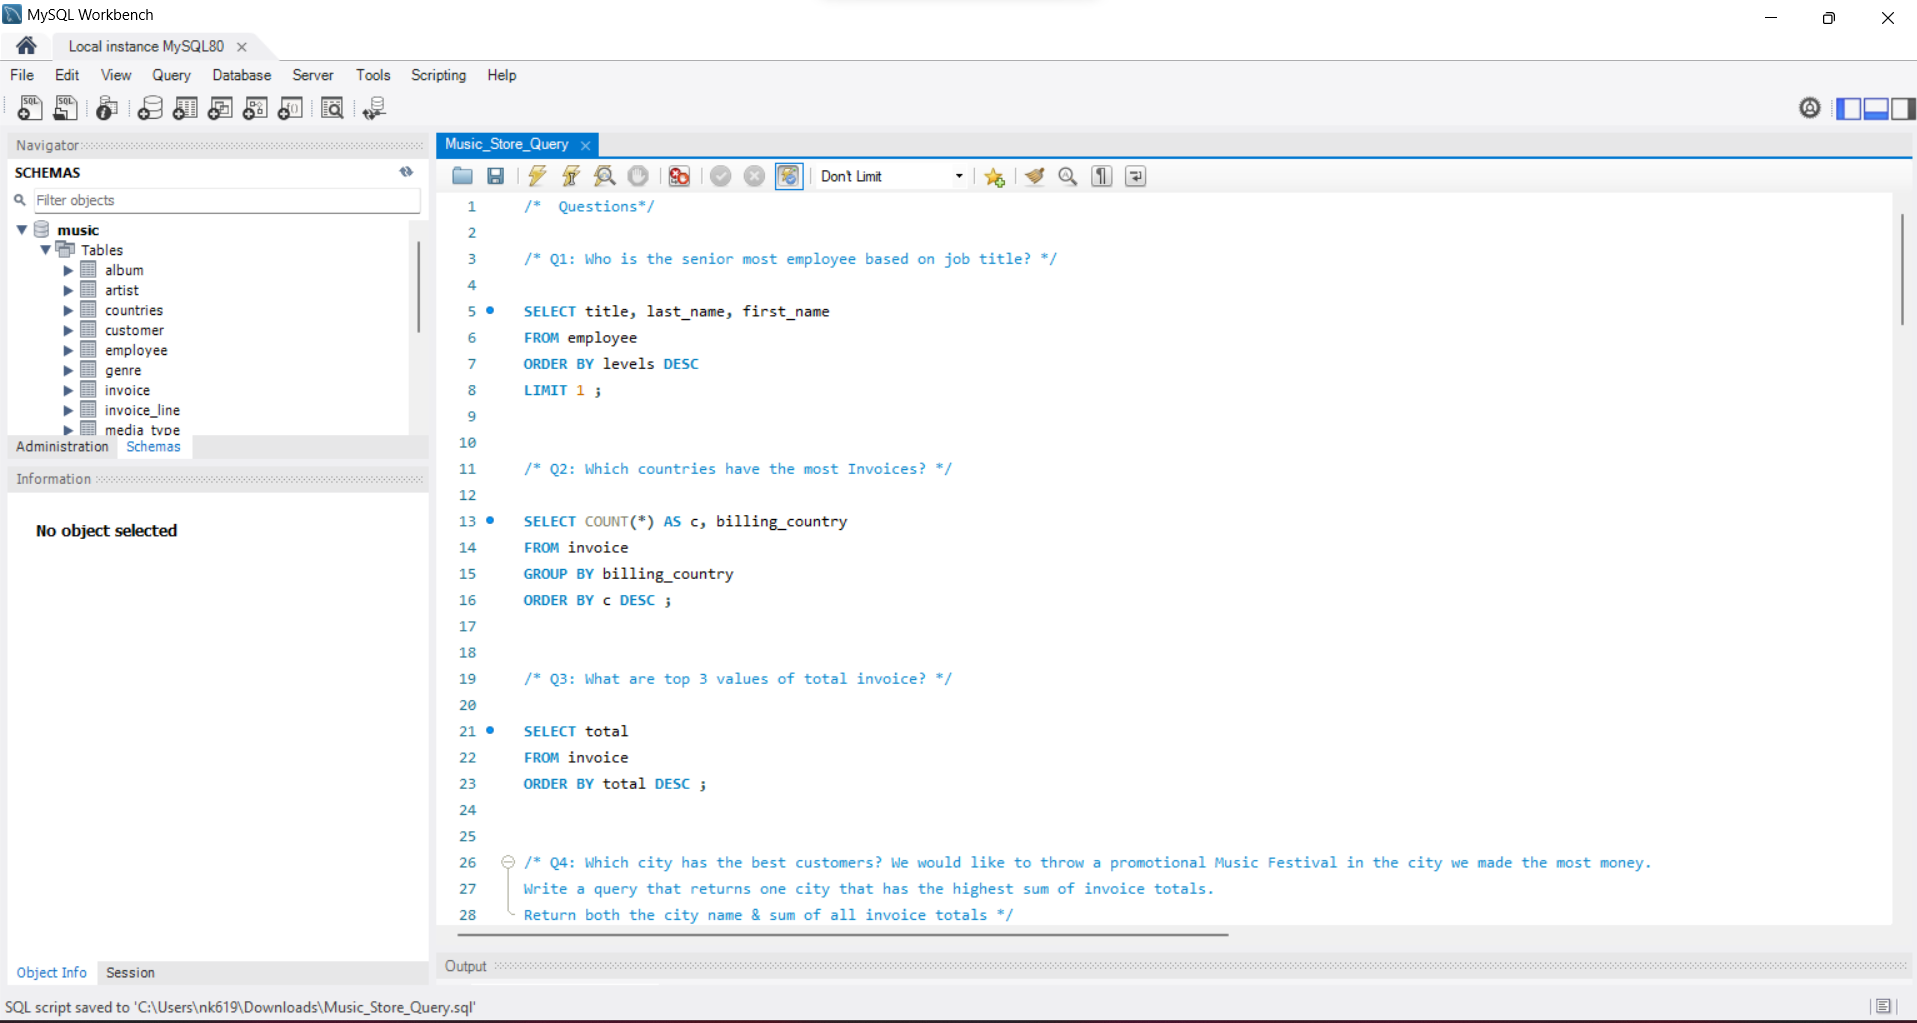 MySQL Workbench
Local instance MySQL80
File Edit View Query Database Server Tools Scripting Help
Navigator
SCHEMAS
Filter objects
music
Tables
album
artist
countries
customer
employee
genre
invoice
invoice_line
media_type
Administration Schemas
Information
No object selected
Object Info Session
Music_Store_Query
Don't Limit
1 /*  Questions*/
2
3 /* Q1: Who is the senior most employee based on job title? */
4
5 SELECT title, last_name, first_name
6 FROM employee
7 ORDER BY levels DESC
8 LIMIT 1 ;
9
10
11 /* Q2: Which countries have the most Invoices? */
12
13 SELECT COUNT(*) AS c, billing_country
14 FROM invoice
15 GROUP BY billing_country
16 ORDER BY c DESC ;
17
18
19 /* Q3: What are top 3 values of total invoice? */
20
21 SELECT total
22 FROM invoice
23 ORDER BY total DESC ;
24
25
26 /* Q4: Which city has the best customers? We would like to throw a promotional Music Festival in the city we made the most money.
27 Write a query that returns one city that has the highest sum of invoice totals.
28 Return both the city name & sum of all invoice totals */
Output
SQL script saved to 'C:\Users\nk619\Downloads\Music_Store_Query.sql'